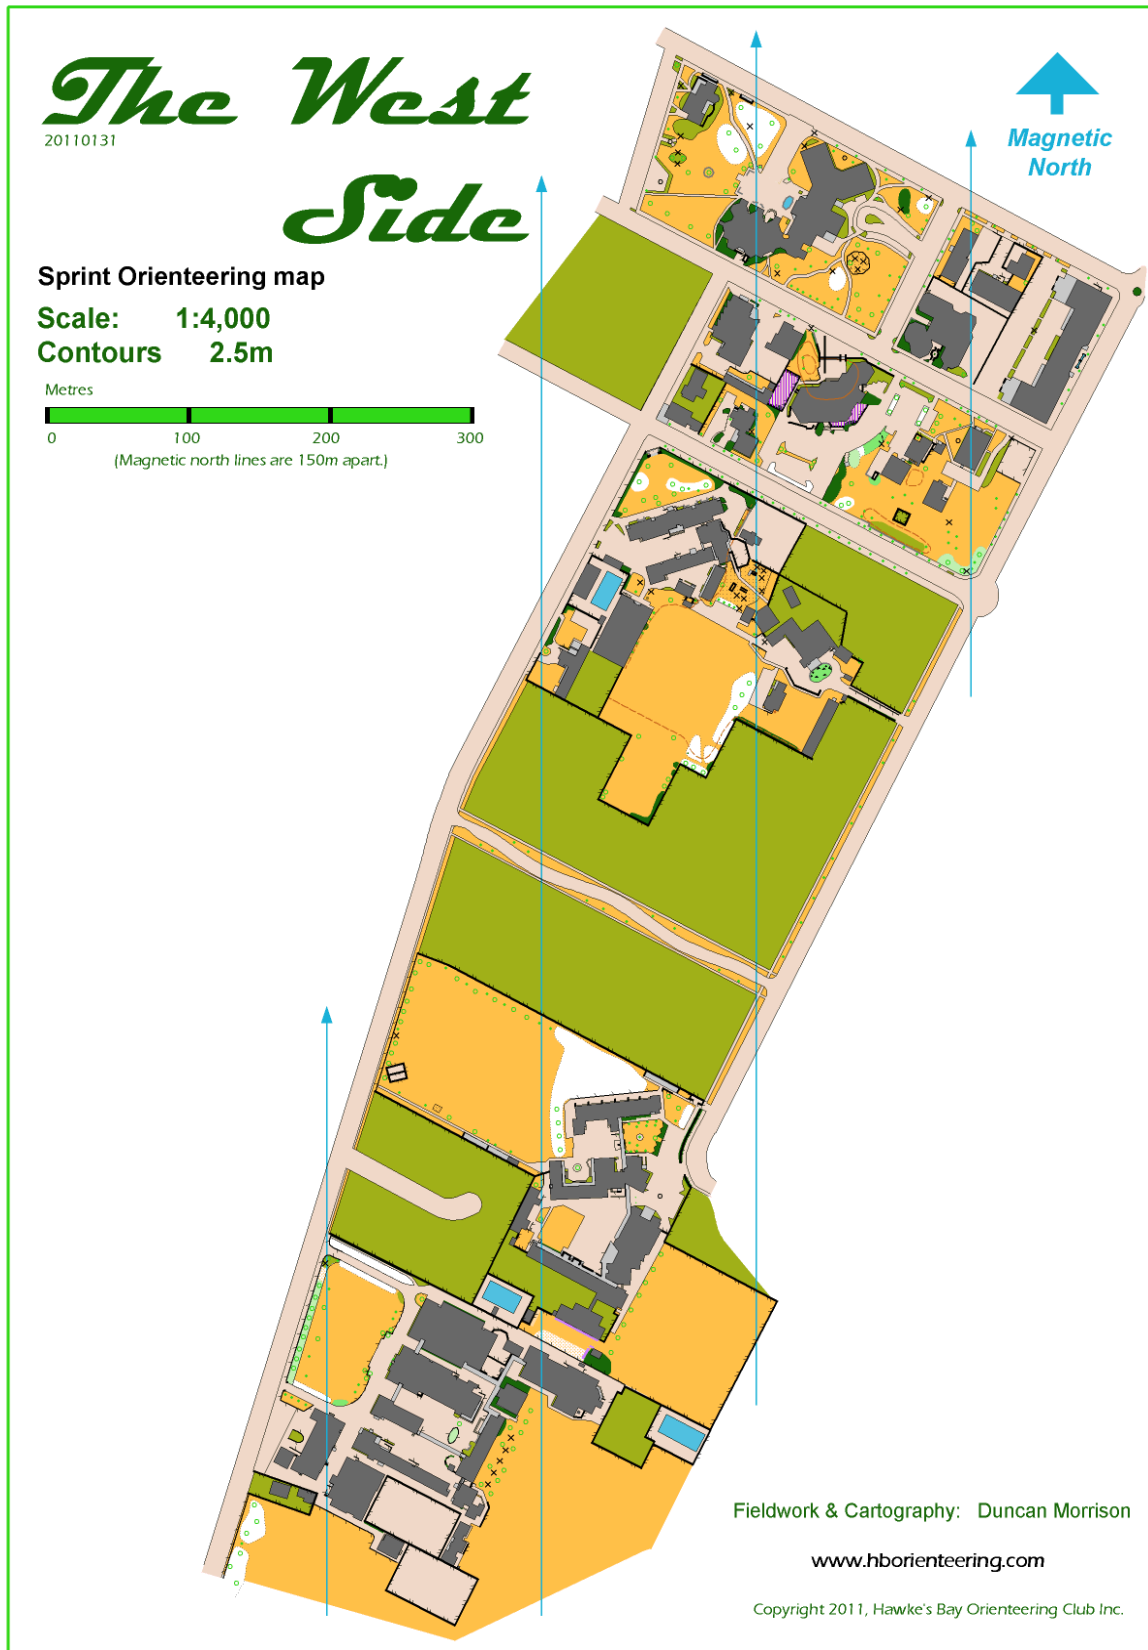 The West
20110131
Side
Magnetic
North
Sprint Orienteering map
Scale: 1:4,000
Contours 2.5m
Metres
0 100 200 300
(Magnetic north lines are 150m apart.)
Fieldwork & Cartography: Duncan Morrison
www.hborienteering.com
Copyright 2011, Hawke's Bay Orienteering Club Inc.